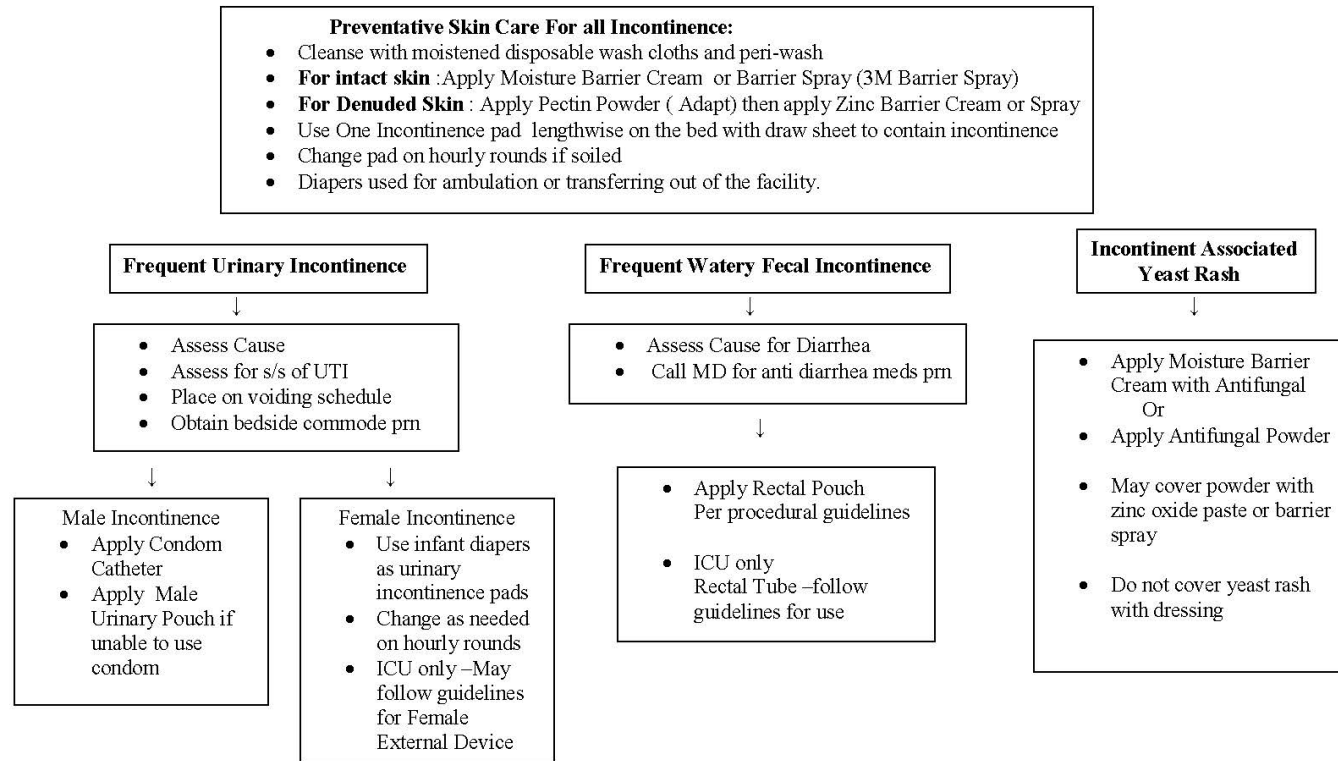 Preventative Skin Care For all Incontinence:
• Cleanse with moistened disposable wash cloths and peri-wash
• For intact skin :Apply Moisture Barrier Cream or Barrier Spray (3M Barrier Spray)
• For Denuded Skin : Apply Pectin Powder ( Adapt) then apply Zinc Barrier Cream or Spray
• Use One Incontinence pad lengthwise on the bed with draw sheet to contain incontinence
• Change pad on hourly rounds if soiled
• Diapers used for ambulation or transferring out of the facility.
Frequent Urinary Incontinence
↓
• Assess Cause
• Assess for s/s of UTI
• Place on voiding schedule
• Obtain bedside commode prn
↓
Male Incontinence
• Apply Condom
Catheter
• Apply Male
Urinary Pouch if
unable to use
condom
↓
Female Incontinence
• Use infant diapers
as urinary
incontinence pads
• Change as needed
on hourly rounds
• ICU only –May
follow guidelines
for Female
External Device
Frequent Watery Fecal Incontinence
↓
• Assess Cause for Diarrhea
• Call MD for anti diarrhea meds prn
↓
• Apply Rectal Pouch
Per procedural guidelines
• ICU only
Rectal Tube –follow
guidelines for use
Incontinent Associated
Yeast Rash
↓
• Apply Moisture Barrier
Cream with Antifungal
Or
• Apply Antifungal Powder
• May cover powder with
zinc oxide paste or barrier
spray
• Do not cover yeast rash
with dressing